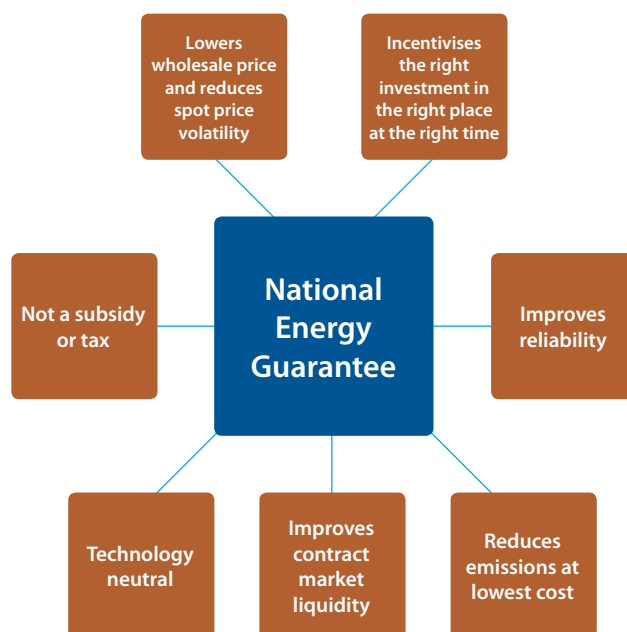 Lowers
wholesale price
and reduces
spot price
volatility
Incentivises
the right
investment in
the right place
at the right time
National
Energy
Guarantee
Not a subsidy
or tax
Improves
reliability
Technology
neutral
Improves
contract
market
liquidity
Reduces
emissions at
lowest cost